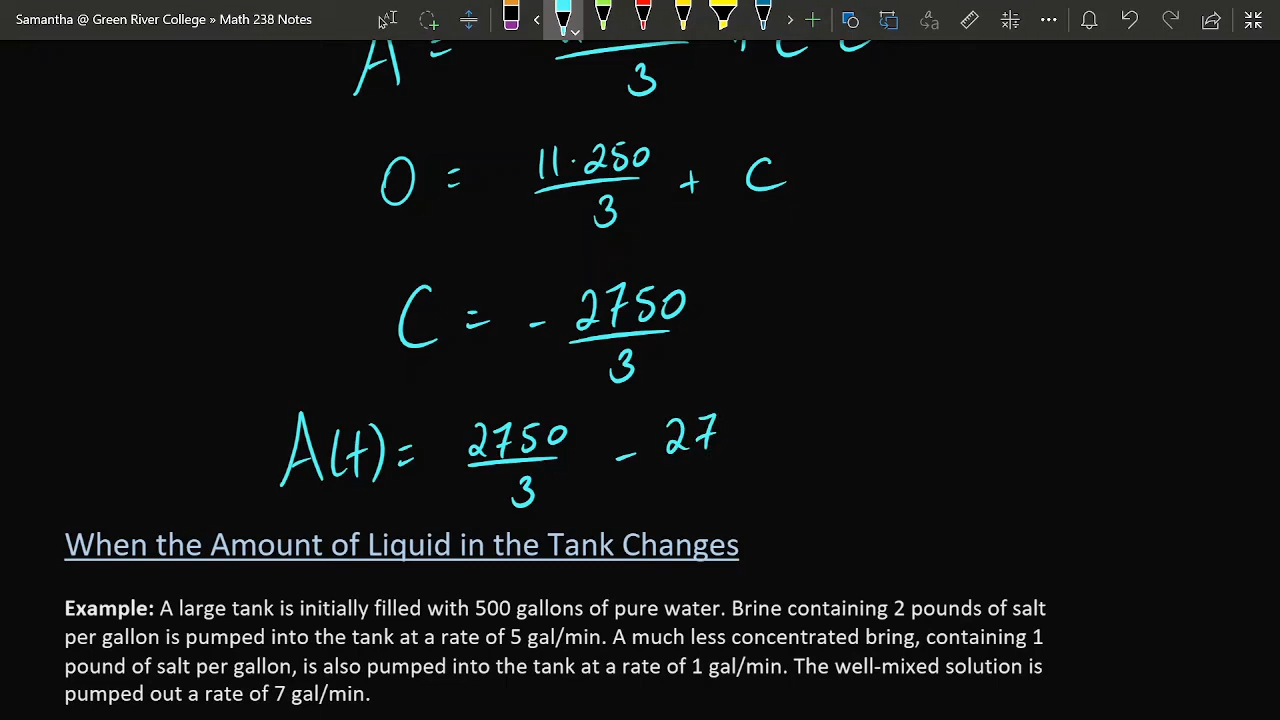 Samantha @ Green River College » Math 238 Notes
A =   3 +
0 = 11·250/3 + C
C = - 2750/3
A(t) = 2750/3 - 27
When the Amount of Liquid in the Tank Changes
Example: A large tank is initially filled with 500 gallons of pure water. Brine containing 2 pounds of salt
per gallon is pumped into the tank at a rate of 5 gal/min. A much less concentrated bring, containing 1
pound of salt per gallon, is also pumped into the tank at a rate of 1 gal/min. The well-mixed solution is
pumped out a rate of 7 gal/min.